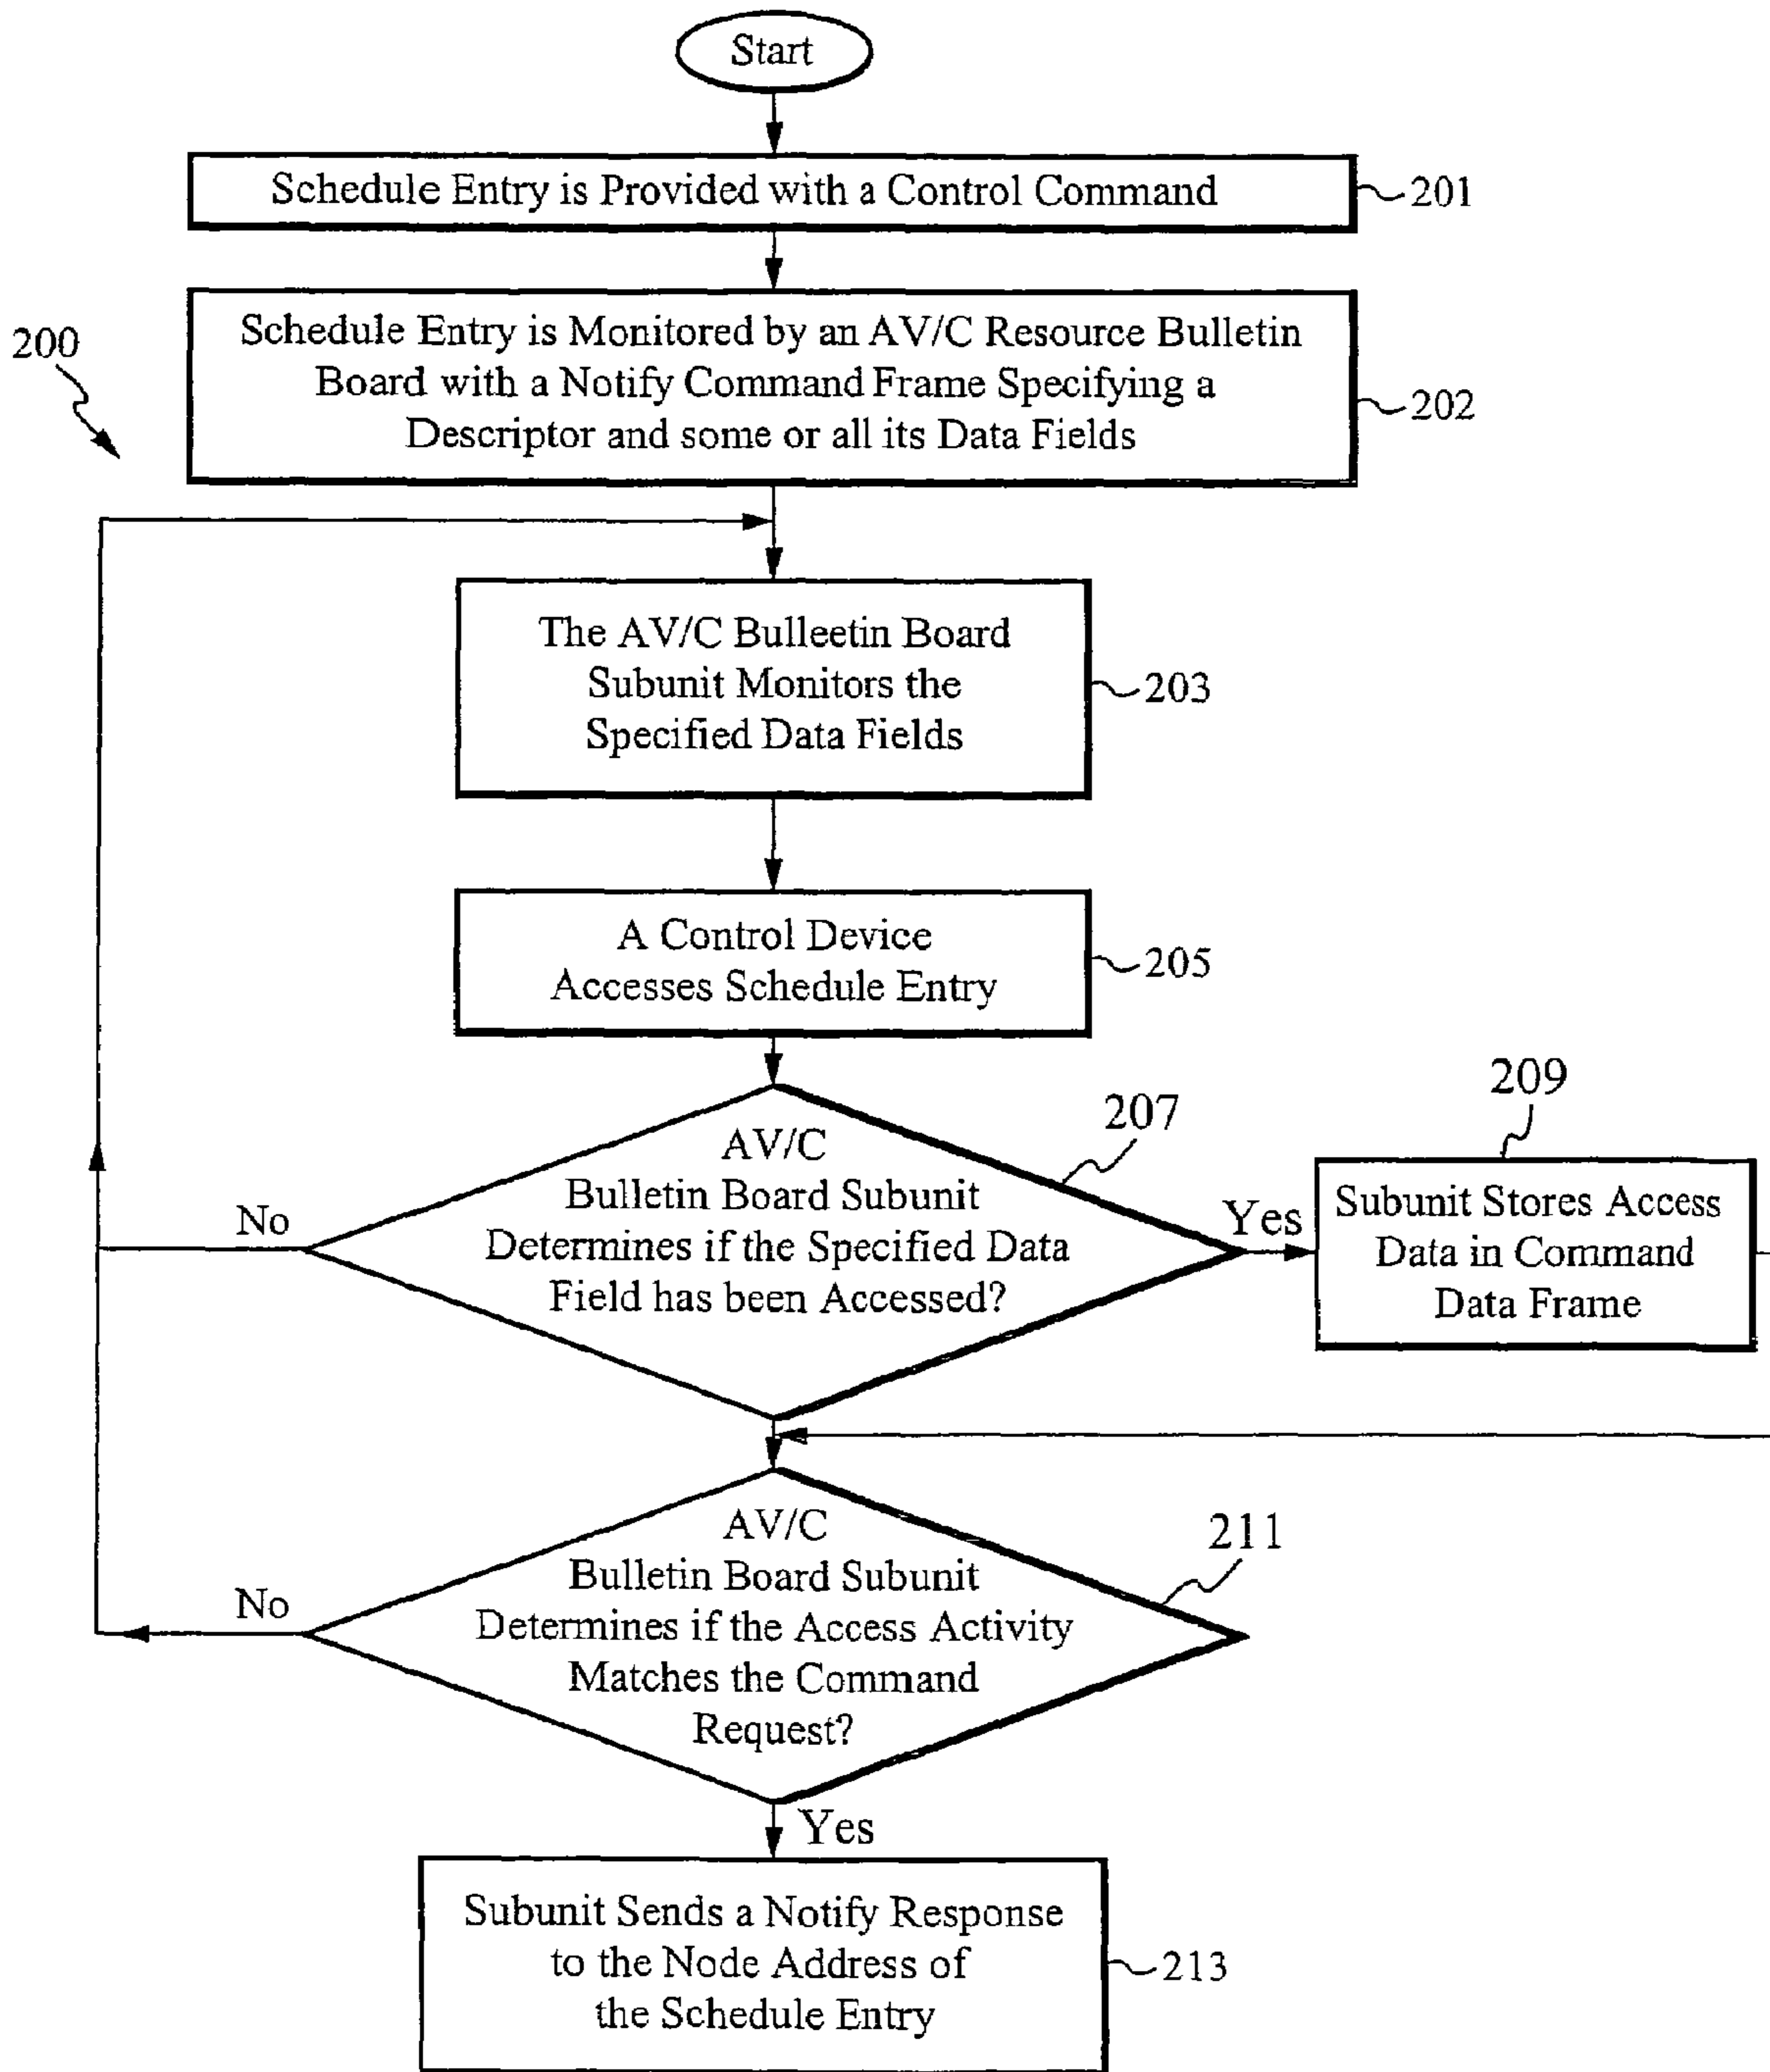 Start
Schedule Entry is Provided with a Control Command
201
200
Schedule Entry is Monitored by an AV/C Resource Bulletin
Board with a Notify Command Frame Specifying a
Descriptor and some or all its Data Fields
202
The AV/C Bulleetin Board
Subunit Monitors the
Specified Data Fields
203
A Control Device
Accesses Schedule Entry
205
AV/C
Bulletin Board Subunit
Determines if the Specified Data
Field has been Accessed?
207
No
Yes
209
Subunit Stores Access
Data in Command
Data Frame
AV/C
Bulletin Board Subunit
Determines if the Access Activity
Matches the Command
Request?
211
No
Yes
Subunit Sends a Notify Response
to the Node Address of
the Schedule Entry
213